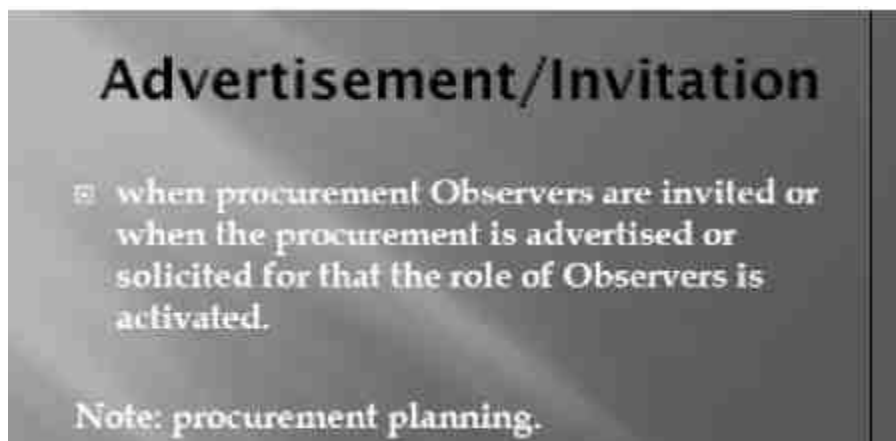 Advertisement/Invitation
when procurement Observers are invited or
when the procurement is advertised or
solicited for that the role of Observers is
activated.
Note: procurement planning.